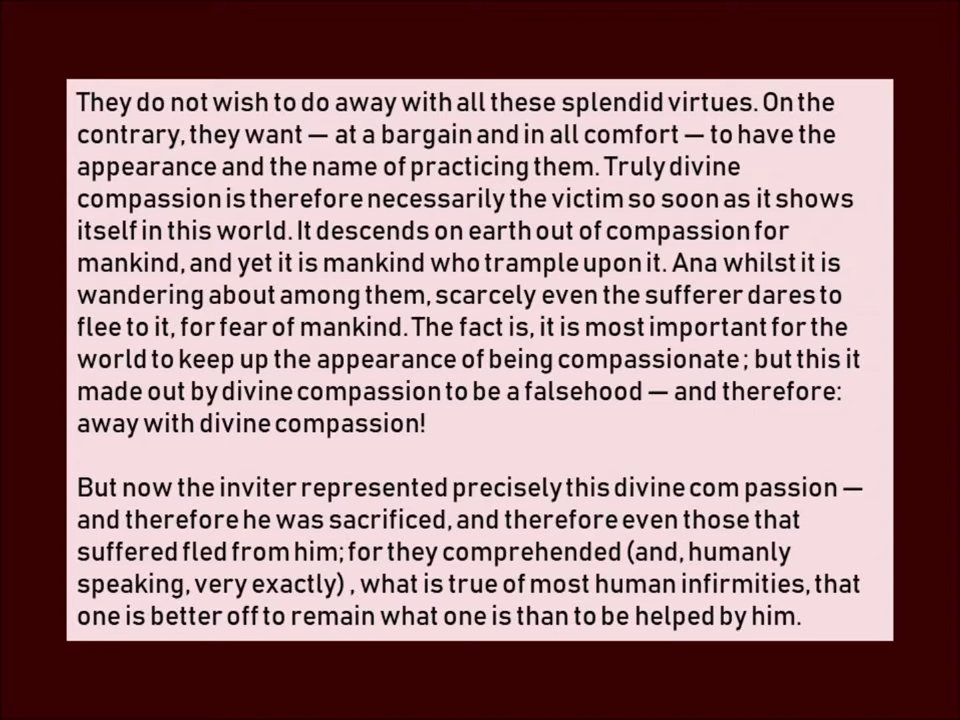 They do not wish to do away with all these splendid virtues. On the
contrary, they want — at a bargain and in all comfort — to have the
appearance and the name of practicing them. Truly divine
compassion is therefore necessarily the victim so soon as it shows
itself in this world. It descends on earth out of compassion for
mankind, and yet it is mankind who trample upon it. Ana whilst it is
wandering about among them, scarcely even the sufferer dares to
flee to it, for fear of mankind. The fact is, it is most important for the
world to keep up the appearance of being compassionate ; but this it
made out by divine compassion to be a falsehood — and therefore:
away with divine compassion!

But now the inviter represented precisely this divine com passion —
and therefore he was sacrificed, and therefore even those that
suffered fled from him; for they comprehended (and, humanly
speaking, very exactly) , what is true of most human infirmities, that
one is better off to remain what one is than to be helped by him.